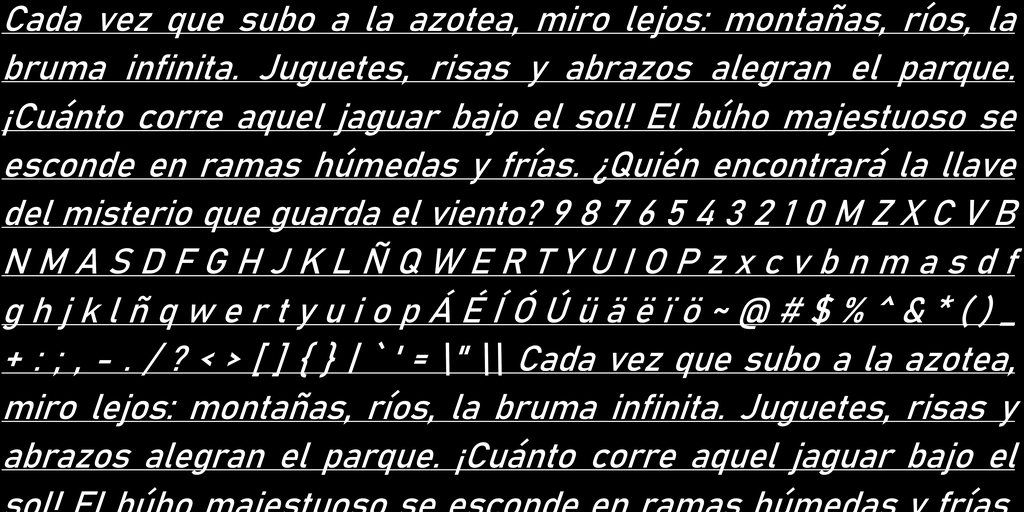 Cada vez que subo a la azotea, miro lejos: montañas, ríos, la
bruma infinita. Juguetes, risas y abrazos alegran el parque.
¡Cuánto corre aquel jaguar bajo el sol! El búho majestuoso se
esconde en ramas húmedas y frías. ¿Quién encontrará la llave
del misterio que guarda el viento? 9 8 7 6 5 4 3 2 1 0 M Z X C V B
N M A S D F G H J K L Ñ Q W E R T Y U I O P z x c v b n m a s d f
g h j k l ñ q w e r t y u i o p Á É Í Ó Ú ü ä ë ï ö ~ @ # $ % ^ & * ( ) _
+ : ; , - . / ? < > [ ] { } | ` ' = \" \\ Cada vez que subo a la azotea,
miro lejos: montañas, ríos, la bruma infinita. Juguetes, risas y
abrazos alegran el parque. ¡Cuánto corre aquel jaguar bajo el
sol! El búho majestuoso se esconde en ramas húmedas y frías.